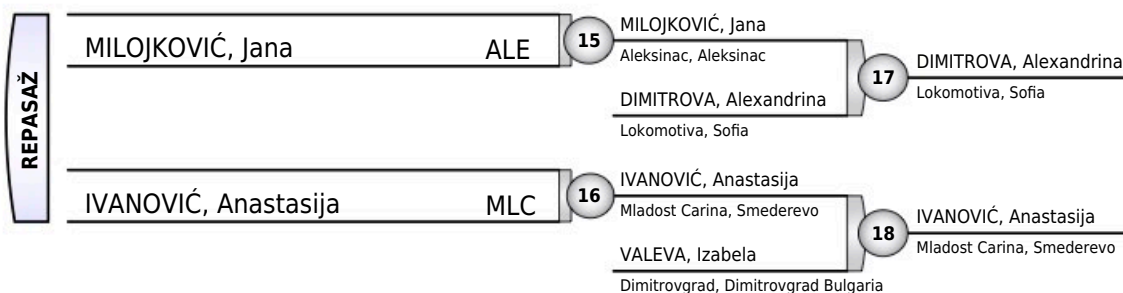 REPASAŽ
MILOJKOVIĆ, Jana ALE
15
MILOJKOVIĆ, Jana
Aleksinac, Aleksinac
DIMITROVA, Alexandrina
Lokomotiva, Sofia
17
DIMITROVA, Alexandrina
Lokomotiva, Sofia
IVANOVIĆ, Anastasija MLC
16
IVANOVIĆ, Anastasija
Mladost Carina, Smederevo
VALEVA, Izabela
Dimitrovgrad, Dimitrovgrad Bulgaria
18
IVANOVIĆ, Anastasija
Mladost Carina, Smederevo